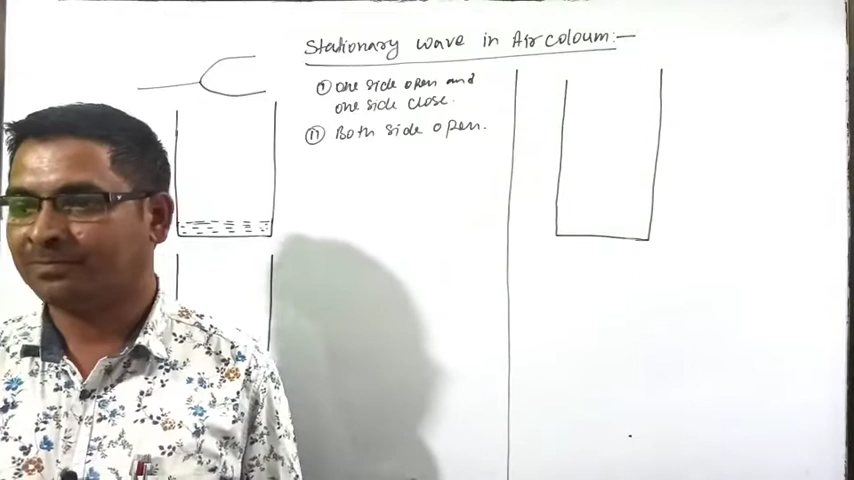 Stationary wave in Air coloum:-
(I) one side open and
one side close.
(II) Both side open.